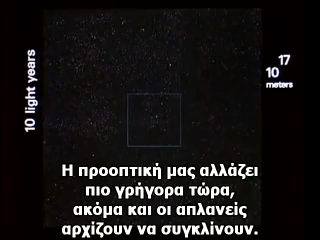 10 light years
10 17
meters
Η προοπτική μας αλλάζει
πιο γρήγορα τώρα,
ακόμα και οι απλανείς
αρχίζουν να συγκλίνουν.